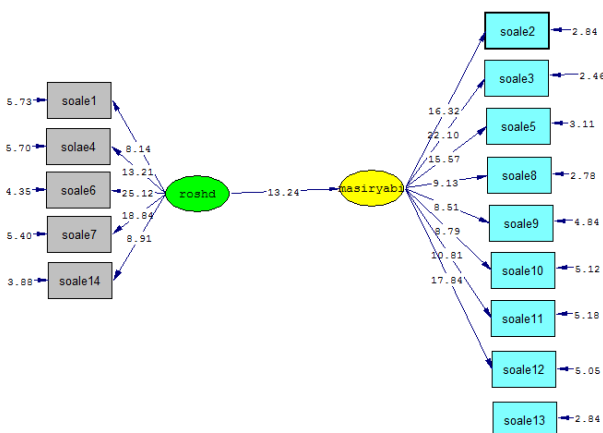 5.73 soale1
5.70 solae4
4.35 soale6
5.40 soale7
3.88 soale14
8.14
13.21
25.12
18.84
8.91
roshd
13.24
masiryabi
16.32
22.10
15.57
9.13
8.51
8.79
10.81
17.84
soale2 2.84
soale3 2.46
soale5 3.11
soale8 2.78
soale9 4.84
soale10 5.12
soale11 5.18
soale12 5.05
soale13 2.84